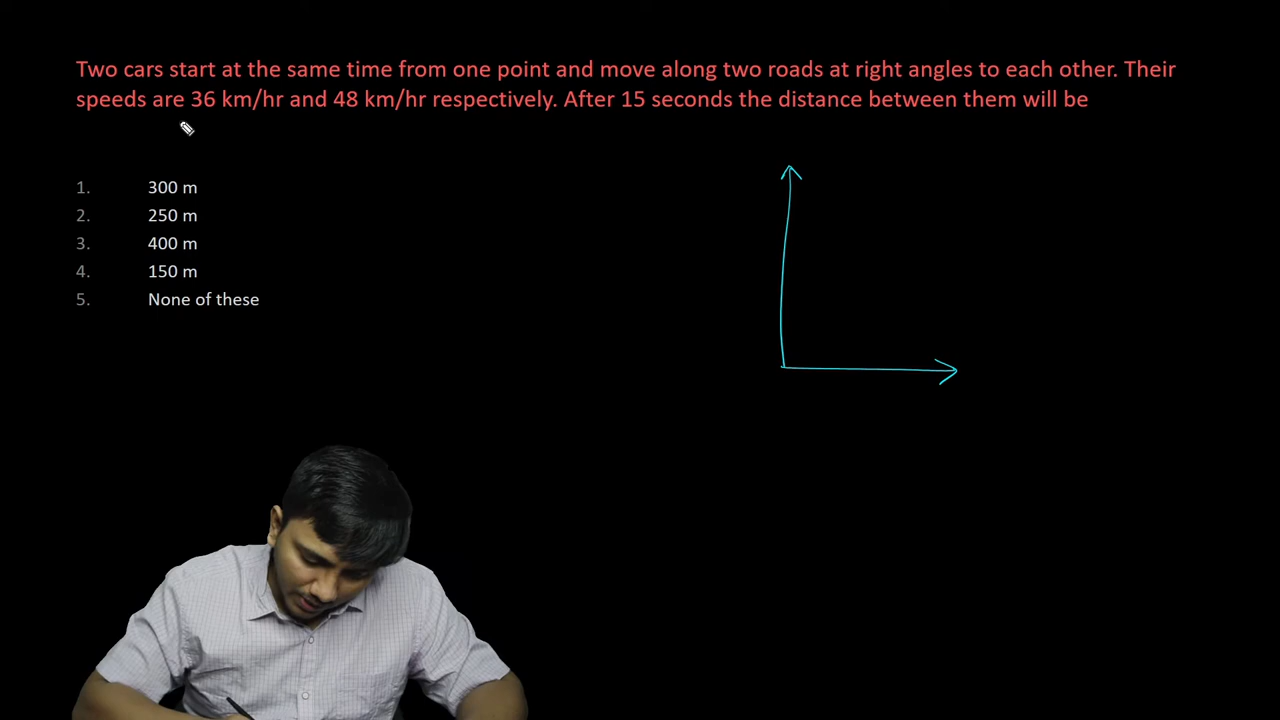 Two cars start at the same time from one point and move along two roads at right angles to each other. Their
speeds are 36 km/hr and 48 km/hr respectively. After 15 seconds the distance between them will be
1. 300 m
2. 250 m
3. 400 m
4. 150 m
5. None of these